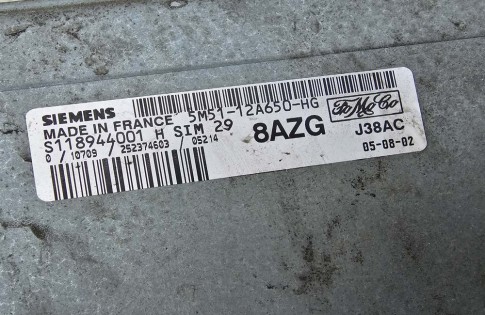 SIEMENS 5M51-12A650-HG FoMoCo
MADE IN FRANCE
S118944001 H SIM 29 8AZG J38AC
0 / 10709 / 252374603 / 05214 05-08-02